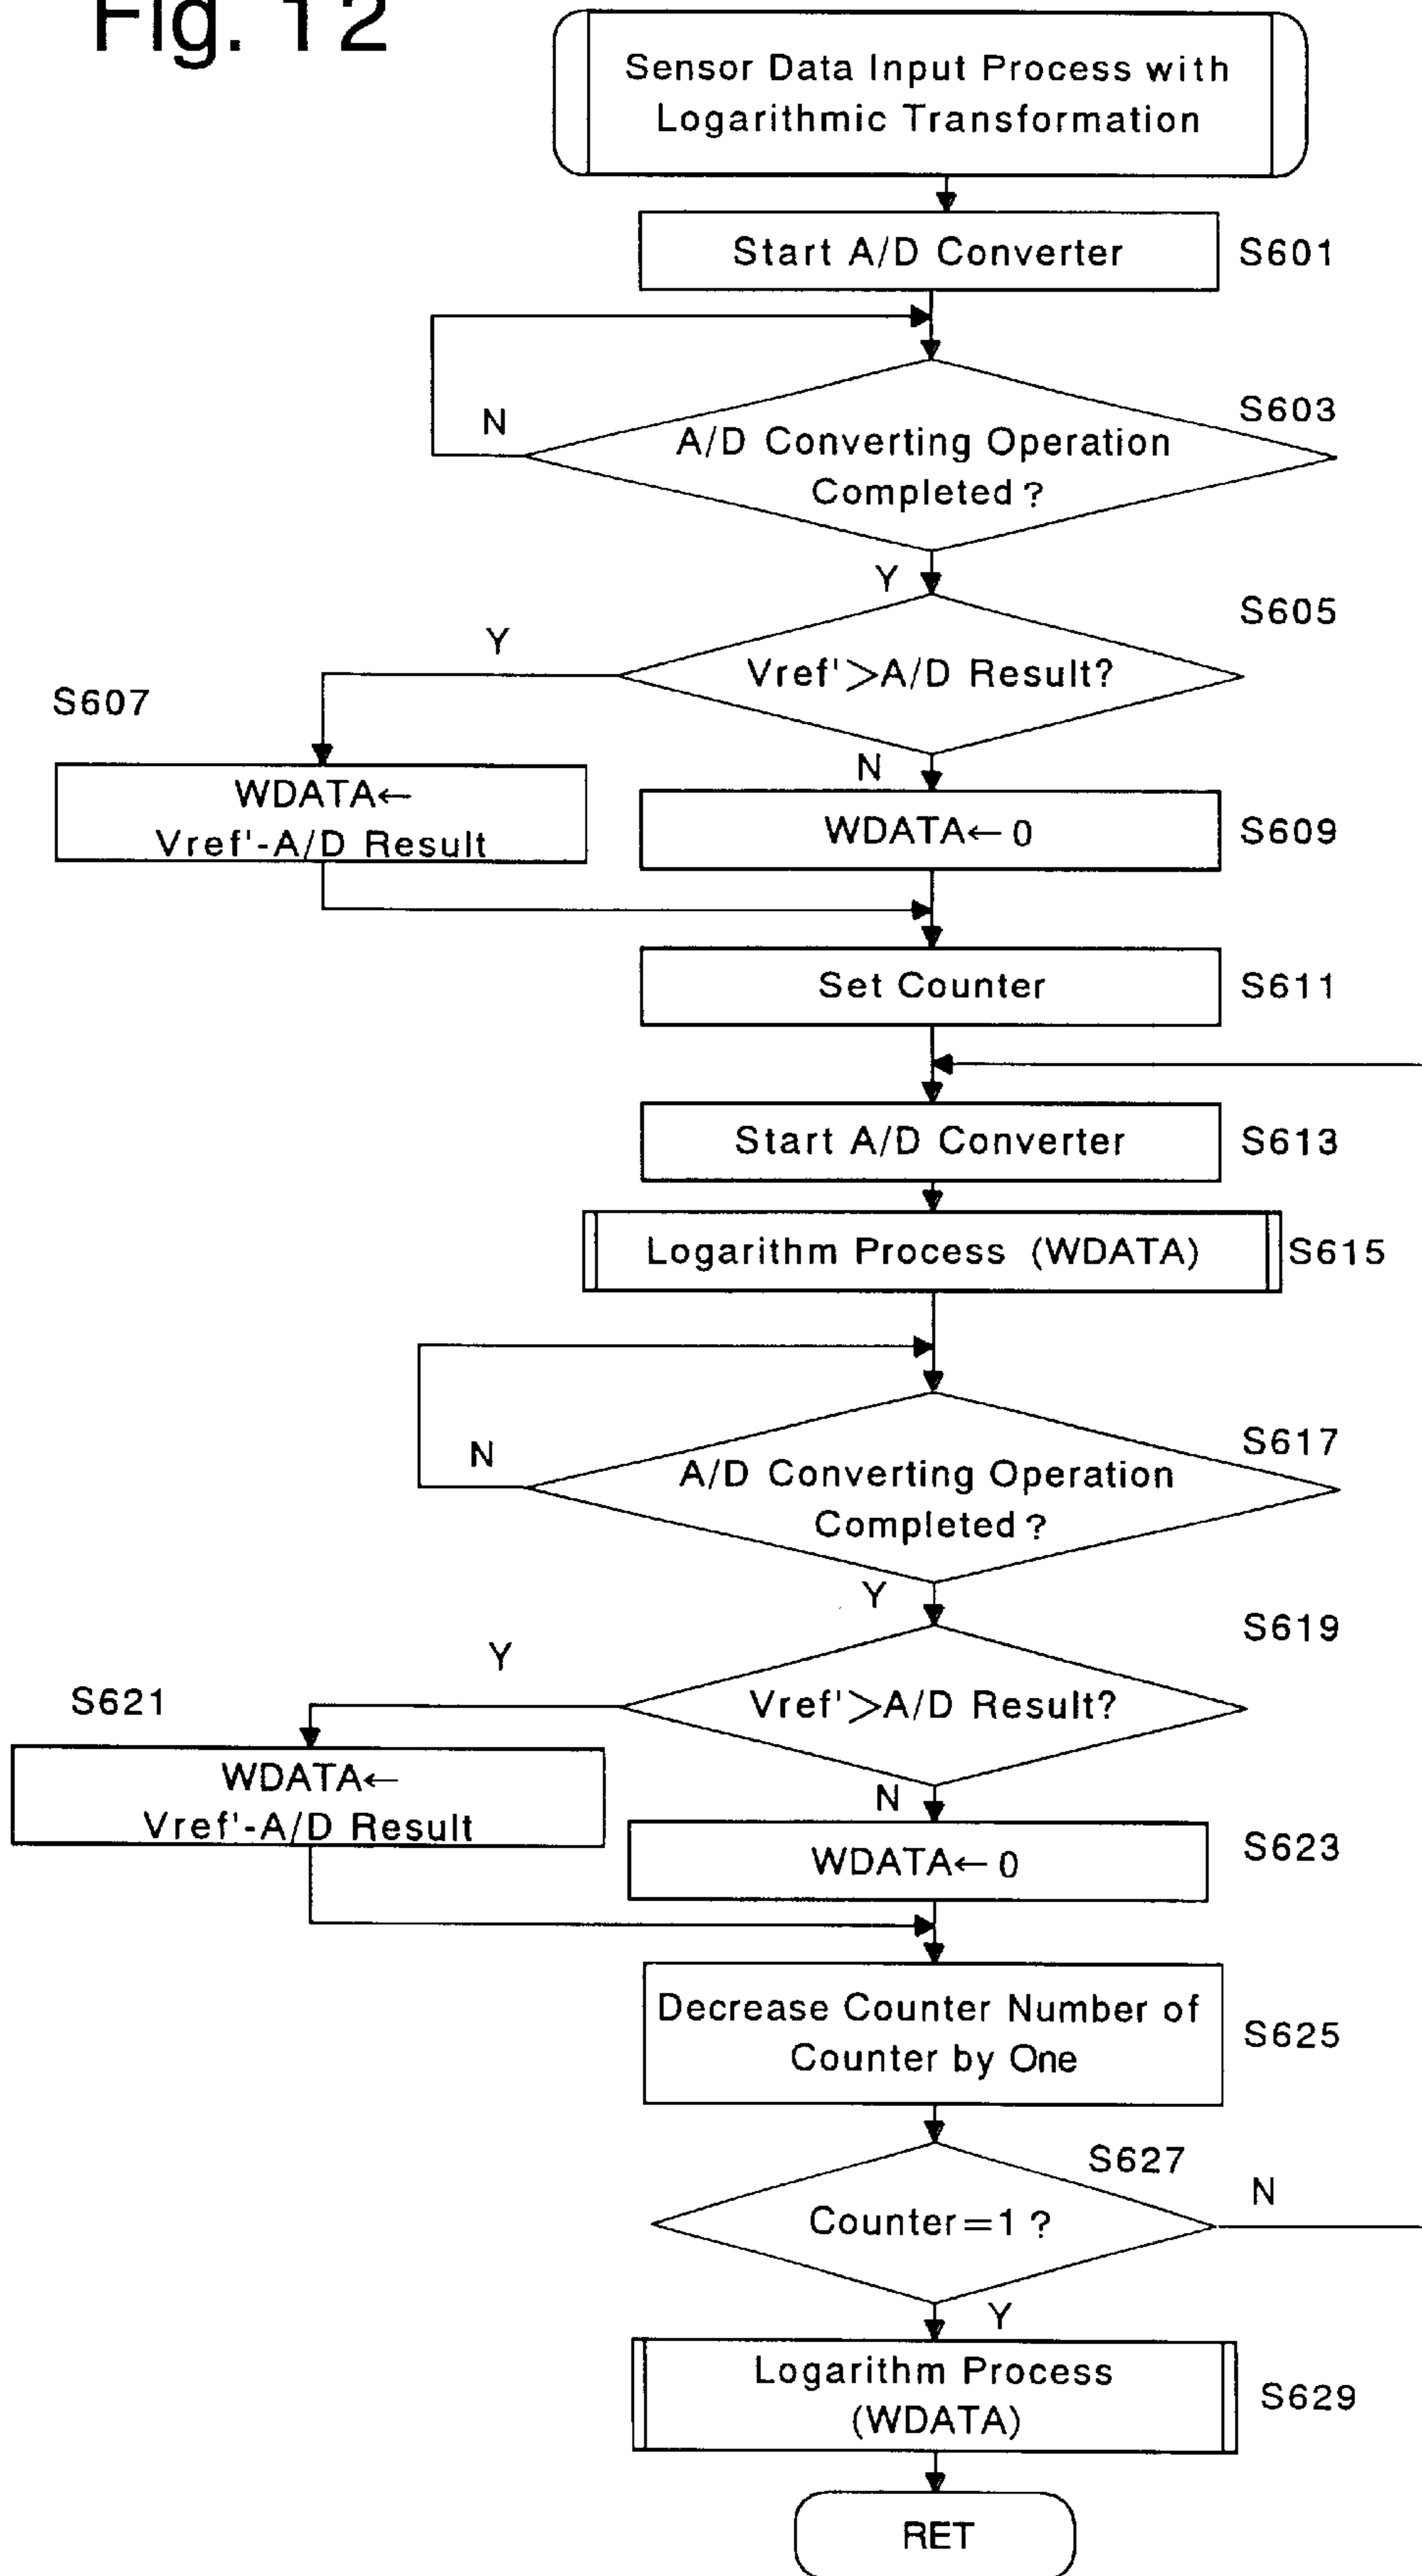 Fig. 12
Sensor Data Input Process with
Logarithmic Transformation
Start A/D Converter
S601
S603
N
A/D Converting Operation
Completed ?
Y
S605
Y
Vref'>A/D Result?
S607
N
WDATA←
Vref'-A/D Result
WDATA← 0
S609
Set Counter
S611
Start A/D Converter
S613
Logarithm Process (WDATA)
S615
S617
N
A/D Converting Operation
Completed ?
Y
S619
Y
Vref'>A/D Result?
S621
N
WDATA←
Vref'-A/D Result
WDATA← 0
S623
Decrease Counter Number of
Counter by One
S625
S627
N
Counter=1 ?
Y
Logarithm Process
(WDATA)
S629
RET